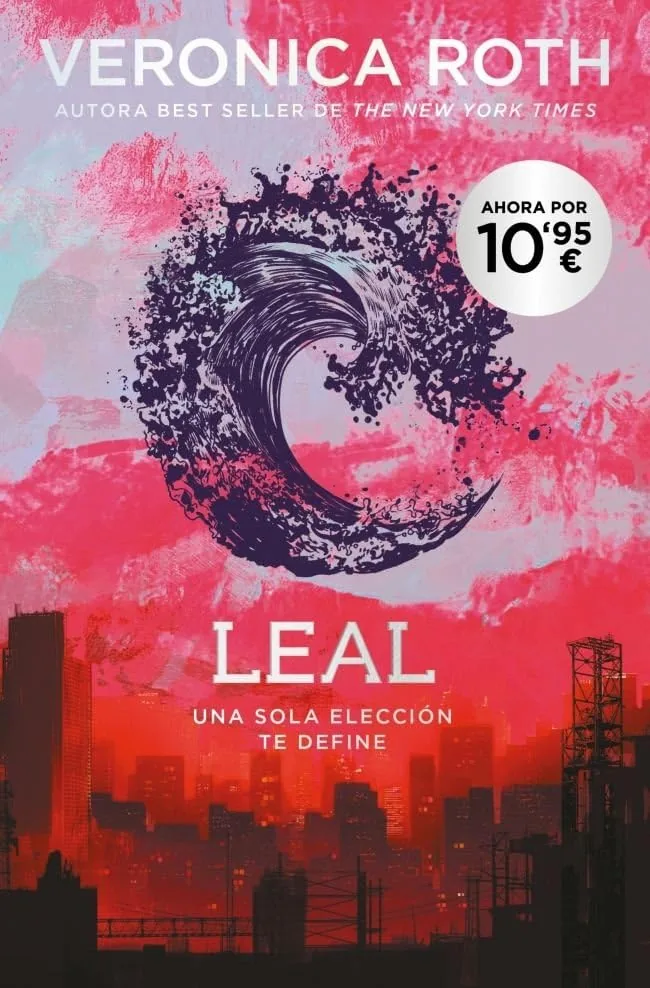 VERONICA ROTH
AUTORA BEST SELLER DE THE NEW YORK TIMES
AHORA POR
10'95
€
LEAL
UNA SOLA ELECCIÓN
TE DEFINE